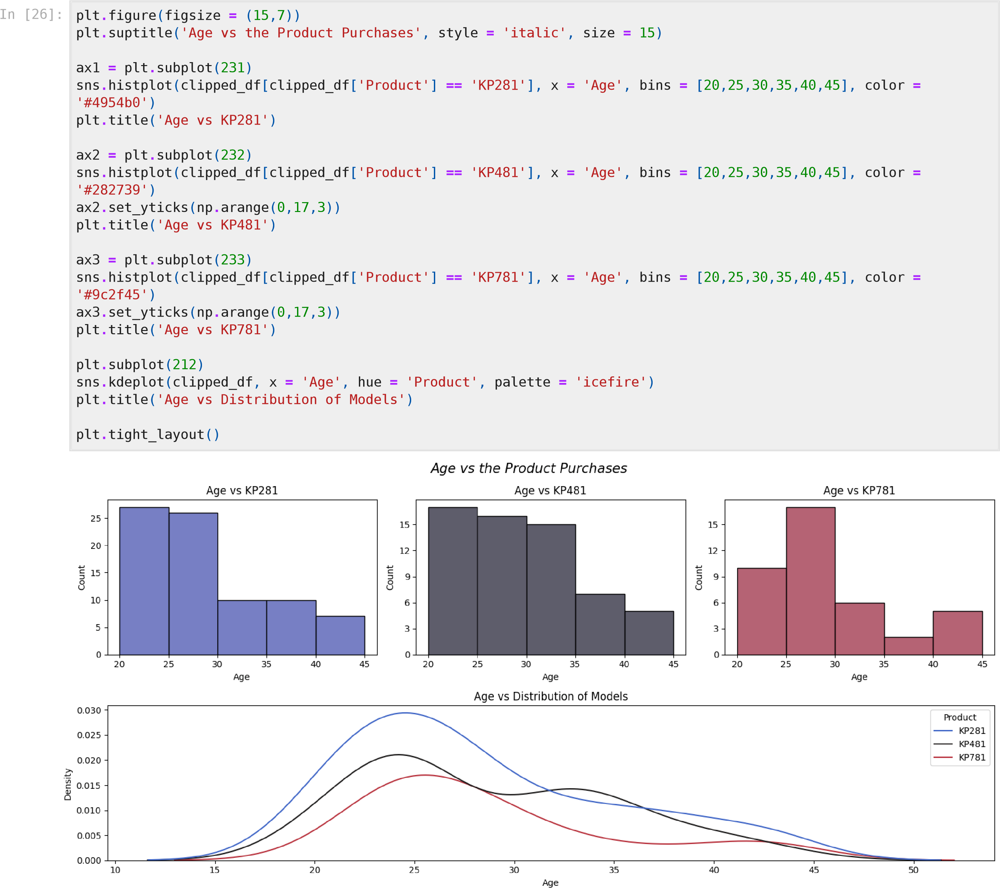 In [26]:
plt.figure(figsize = (15,7))
plt.suptitle('Age vs the Product Purchases', style = 'italic', size = 15)
ax1 = plt.subplot(231)
sns.histplot(clipped_df[clipped_df['Product'] == 'KP281'], x = 'Age', bins = [20,25,30,35,40,45], color =
'#4954b0')
plt.title('Age vs KP281')
ax2 = plt.subplot(232)
sns.histplot(clipped_df[clipped_df['Product'] == 'KP481'], x = 'Age', bins = [20,25,30,35,40,45], color =
'#282739')
ax2.set_yticks(np.arange(0,17,3))
plt.title('Age vs KP481')
ax3 = plt.subplot(233)
sns.histplot(clipped_df[clipped_df['Product'] == 'KP781'], x = 'Age', bins = [20,25,30,35,40,45], color =
'#9c2f45')
ax3.set_yticks(np.arange(0,17,3))
plt.title('Age vs KP781')
plt.subplot(212)
sns.kdeplot(clipped_df, x = 'Age', hue = 'Product', palette = 'icefire')
plt.title('Age vs Distribution of Models')
plt.tight_layout()
Age vs the Product Purchases
Age vs KP281
25
20
15
10
5
0
Count
20 25 30 35 40 45
Age
Age vs KP481
15
12
9
6
3
0
Count
20 25 30 35 40 45
Age
Age vs KP781
15
12
9
6
3
0
Count
20 25 30 35 40 45
Age
Age vs Distribution of Models
0.030
0.025
0.020
0.015
0.010
0.005
0.000
Density
10 15 20 25 30 35 40 45 50
Age
Product
KP281
KP481
KP781